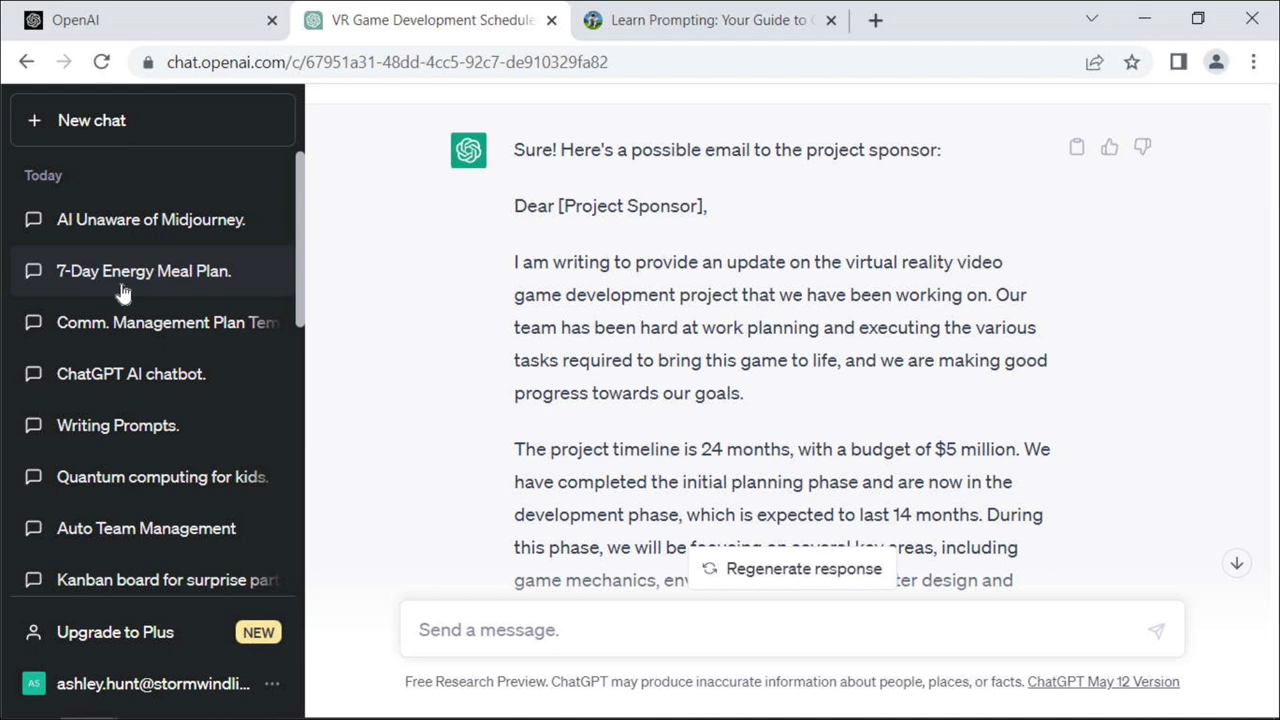 OpenAI
VR Game Development Schedule
Learn Prompting: Your Guide to
chat.openai.com/c/67951a31-48dd-4cc5-92c7-de910329fa82
New chat
Today
AI Unaware of Midjourney.
7-Day Energy Meal Plan.
Comm. Management Plan Tem
ChatGPT AI chatbot.
Writing Prompts.
Quantum computing for kids.
Auto Team Management
Kanban board for surprise part
Upgrade to Plus NEW
AS ashley.hunt@stormwindli...
Sure! Here's a possible email to the project sponsor:
Dear [Project Sponsor],
I am writing to provide an update on the virtual reality video
game development project that we have been working on. Our
team has been hard at work planning and executing the various
tasks required to bring this game to life, and we are making good
progress towards our goals.
The project timeline is 24 months, with a budget of $5 million. We
have completed the initial planning phase and are now in the
development phase, which is expected to last 14 months. During
this phase, we will be focusing on several key areas, including
game mechanics, env ter design and
Regenerate response
Send a message.
Free Research Preview. ChatGPT may produce inaccurate information about people, places, or facts. ChatGPT May 12 Version